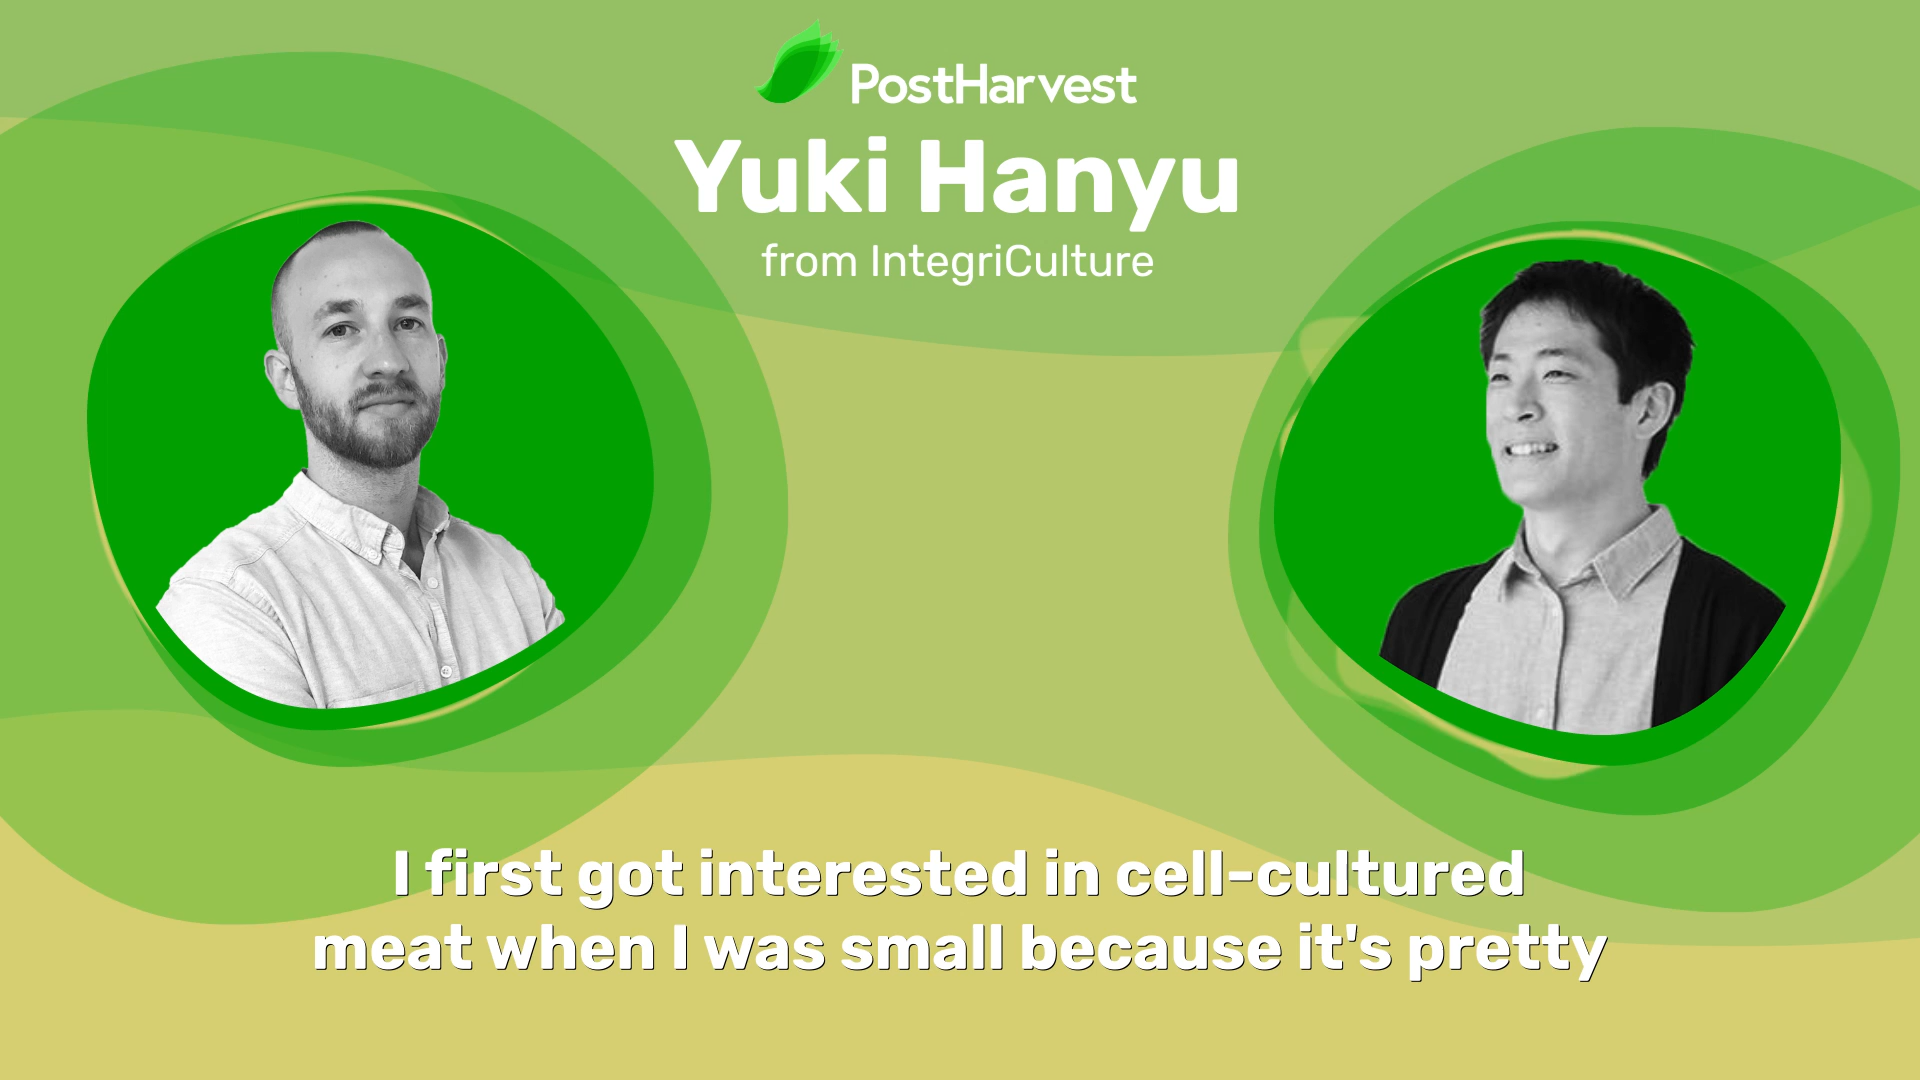 PostHarvest
Yuki Hanyu
from IntegriCulture
I first got interested in cell-cultured
meat when I was small because it's pretty